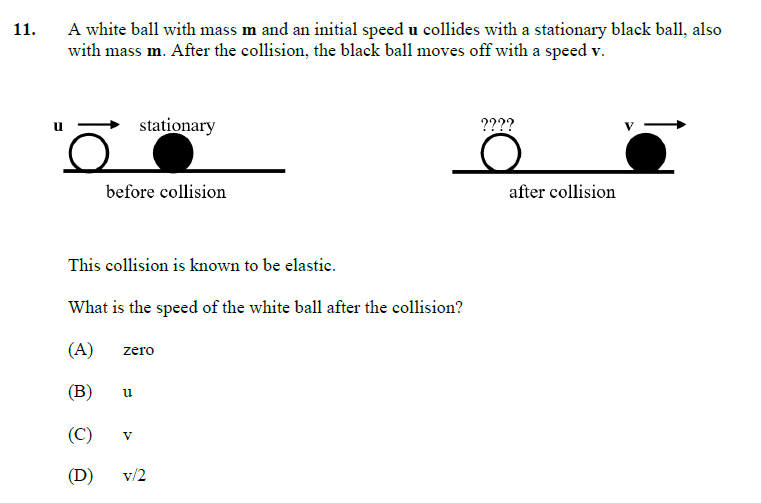 11. A white ball with mass m and an initial speed u collides with a stationary black ball, also
with mass m. After the collision, the black ball moves off with a speed v.
u stationary ???? v
before collision after collision
This collision is known to be elastic.
What is the speed of the white ball after the collision?
(A) zero
(B) u
(C) v
(D) v/2